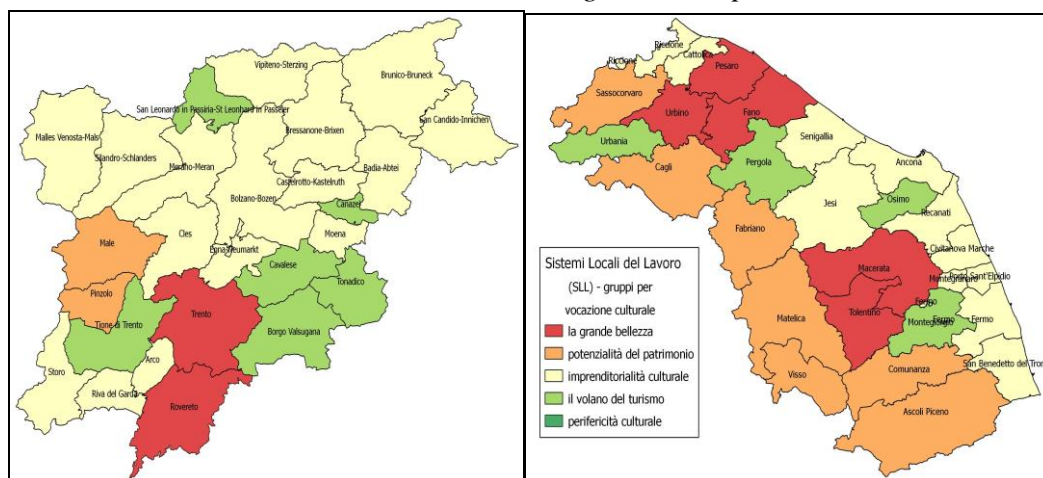 Vipiteno-Sterzing
Brunico-Bruneck
San Leonardo in Passiria-St Leonhard in Passeier
Bressanone-Brixen
San Candido-Innichen
Malles Venosta-Mals
Silandro-Schlanders
Merano-Meran
Badia-Abtei
Castelrotto-Kastelruth
Bolzano-Bozen
Canazei
Male
Cles
Moena
Egna-Neumarkt
Cavalese
Tonadico
Pinzolo
Trento
Tione di Trento
Borgo Valsugana
Arco
Storo
Riva del Garda
Rovereto
Riccione
Cattolica
Riccione
Pesaro
Sassocorvaro
Urbino
Fano
Urbania
Senigallia
Pergola
Cagli
Ancona
Jesi
Osimo
Recanati
Fabriano
Civitanova Marche
Macerata
Porto Sant'Elpidio
Montegranaro
Fermo
Tolentino
Montegiorgio
Fermo
Fermo
Matelica
San Benedetto del Tron
Visso
Comunanza
Ascoli Piceno
Sistemi Locali del Lavoro
(SLL) - gruppi per
vocazione culturale
la grande bellezza
potenzialità del patrimonio
imprenditorialità culturale
il volano del turismo
perifericità culturale